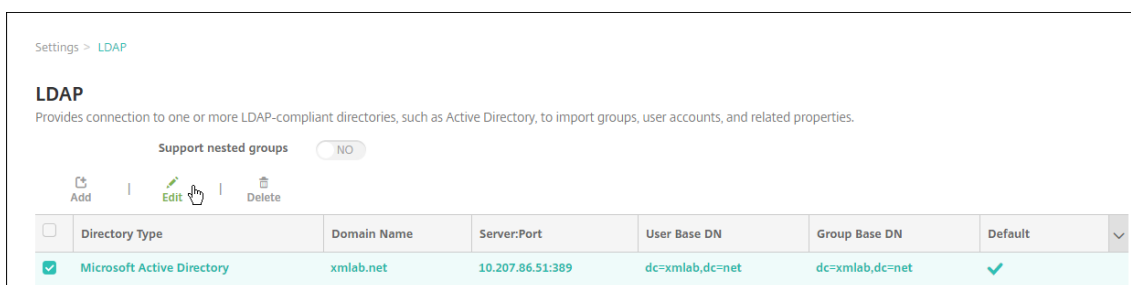 Settings > LDAP
LDAP
Provides connection to one or more LDAP-compliant directories, such as Active Directory, to import groups, user accounts, and related properties.
Support nested groups NO
Add | Edit | Delete
Directory Type Domain Name Server:Port User Base DN Group Base DN Default
Microsoft Active Directory xmlab.net 10.207.86.51:389 dc=xmlab,dc=net dc=xmlab,dc=net